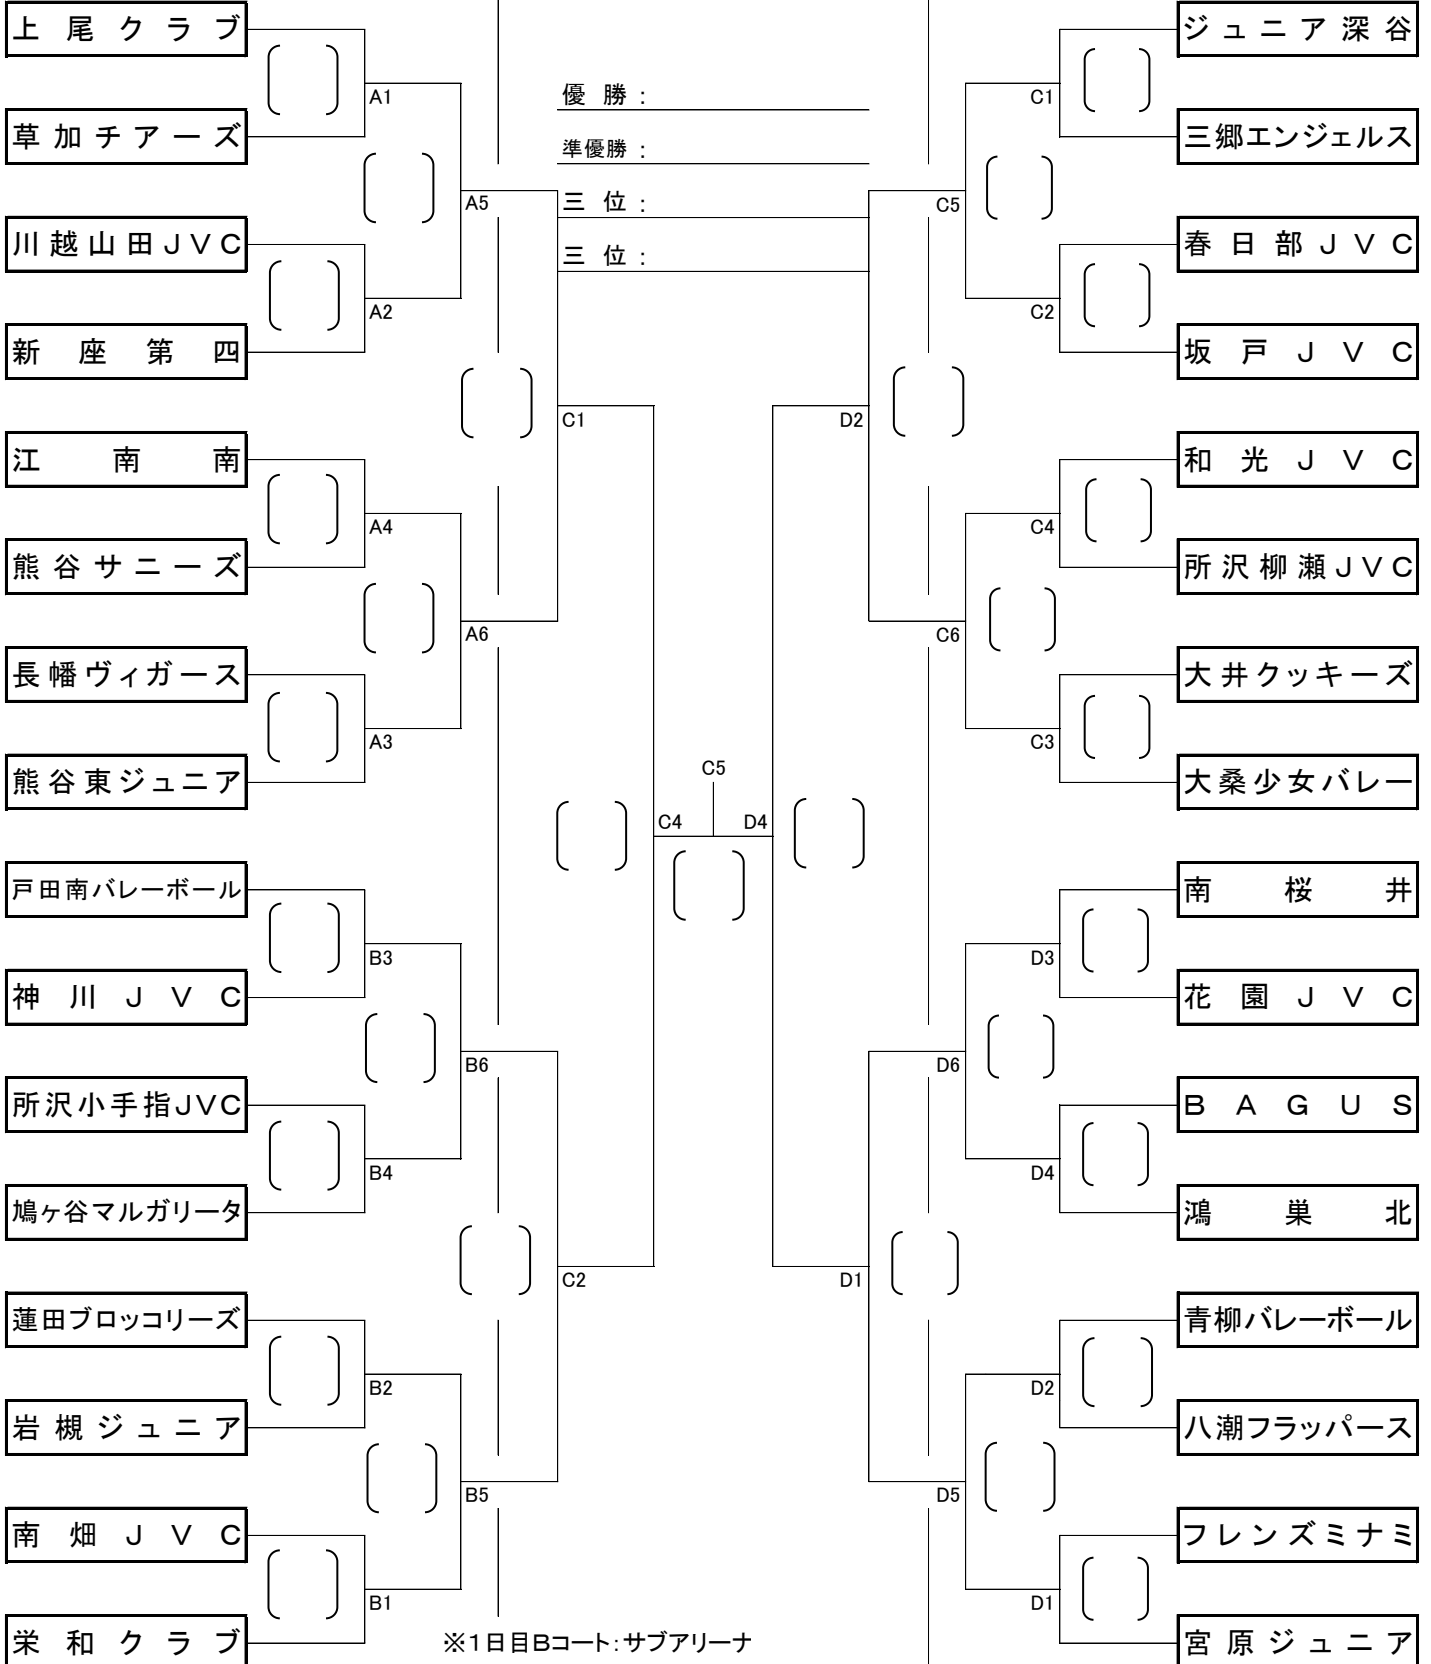 上尾クラブ
草加チアーズ
川越山田JVC
新座第四
江南南
熊谷サニーズ
長幡ヴィガース
熊谷東ジュニア
戸田南バレーボール
神川JVC
所沢小手指JVC
鳩ヶ谷マルガリータ
蓮田ブロッコリーズ
岩槻ジュニア
南畑JVC
栄和クラブ
A1
A2
A4
A3
B3
B4
B2
B1
A5
A6
B6
B5
C1
C2
C4
優勝:
準優勝:
三位:
三位:
C5
D4
D2
D1
C5
C6
D6
D5
C1
C2
C4
C3
D3
D4
D2
D1
ジュニア深谷
三郷エンジェルス
春日部JVC
坂戸JVC
和光JVC
所沢柳瀬JVC
大井クッキーズ
大桑少女バレー
南桜井
花園JVC
BAGUS
鴻巣北
青柳バレーボール
八潮フラッパース
フレンズミナミ
宮原ジュニア
※1日目Bコート:サブアリーナ